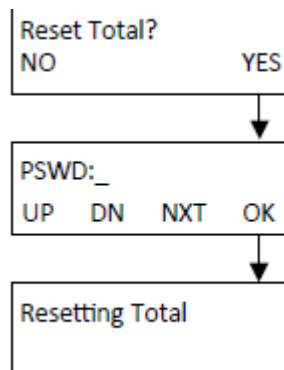 Reset Total?
NO YES
PSWD:_
UP DN NXT OK
Resetting Total